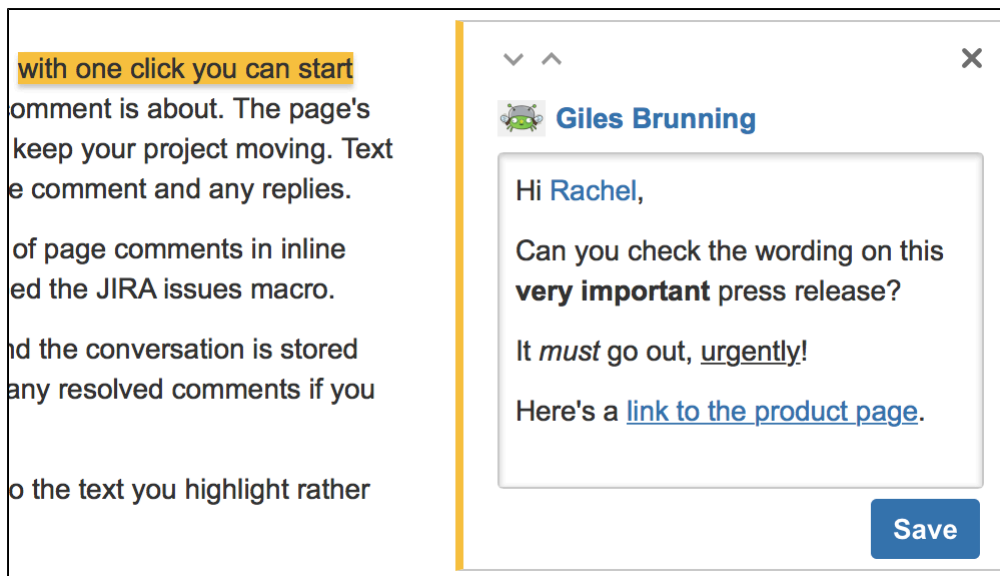 with one click you can start
comment is about. The page's
keep your project moving. Text
e comment and any replies.
of page comments in inline
ed the JIRA issues macro.
nd the conversation is stored
any resolved comments if you
o the text you highlight rather
Giles Brunning
Hi Rachel,
Can you check the wording on this
very important press release?
It must go out, urgently!
Here's a link to the product page.
Save